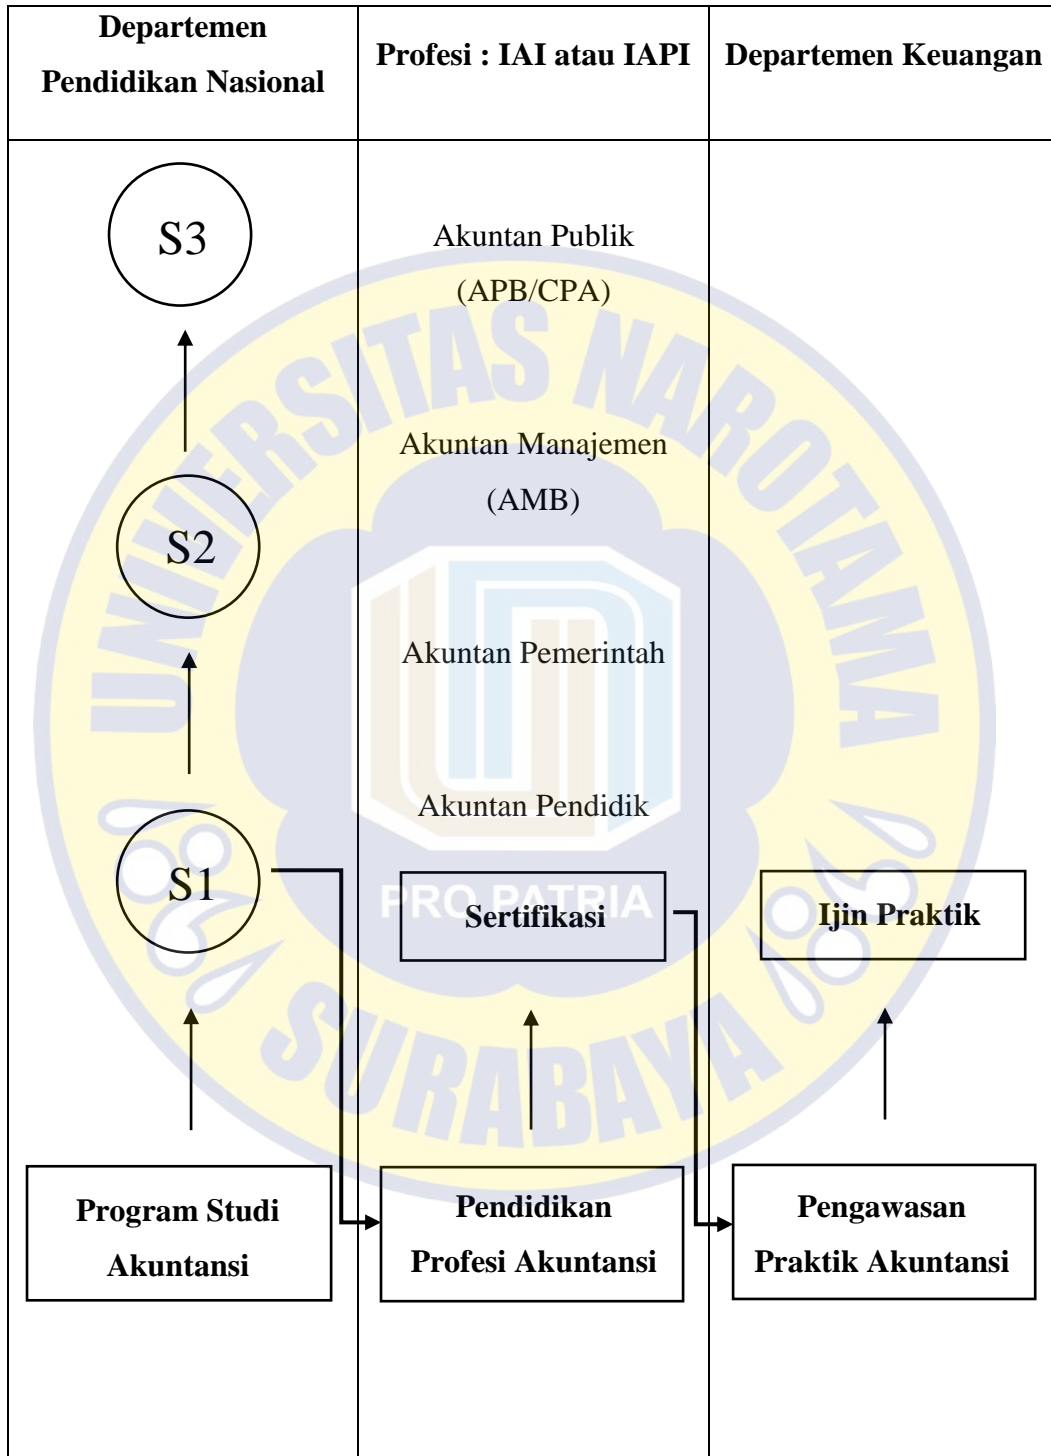 Departemen
Pendidikan Nasional
Profesi : IAI atau IAPI
Departemen Keuangan
S3
S2
S1
Program Studi
Akuntansi
Akuntan Publik
(APB/CPA)
Akuntan Manajemen
(AMB)
Akuntan Pemerintah
Akuntan Pendidik
Sertifikasi
Pendidikan
Profesi Akuntansi
Ijin Praktik
Pengawasan
Praktik Akuntansi
UNIVERSITAS NAROTAMA
PRO PATRIA
SURABAYA